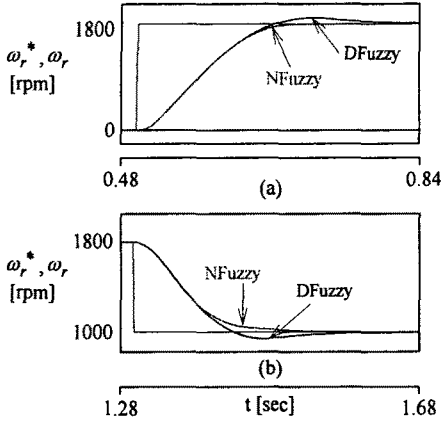 1800
ω_r*, ω_r
[rpm]
DFuzzy
NFuzzy
0
0.48
0.84
(a)
1800
ω_r*, ω_r
[rpm]
NFuzzy
DFuzzy
1000
(b)
1.28
t [sec]
1.68